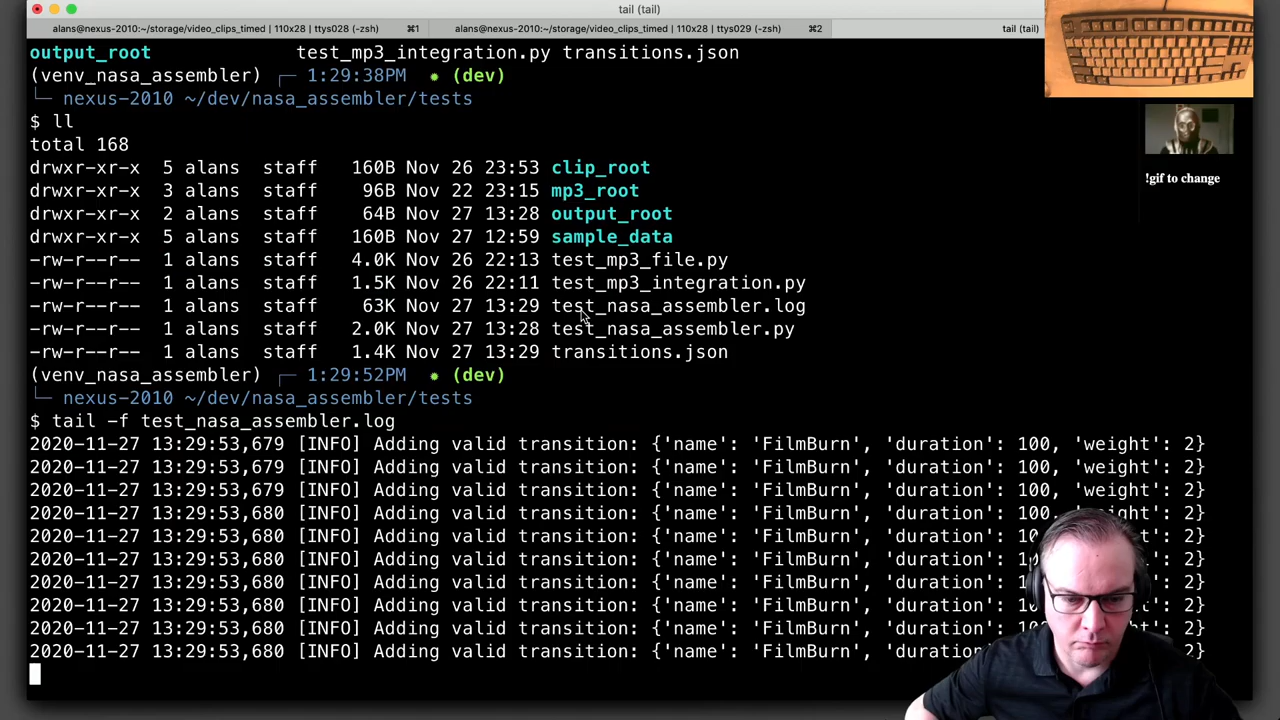 tail (tail)
alans@nexus-2010:~/storage/video_clips_timed | 110x28 | ttys028 (-zsh) ⌘1
alans@nexus-2010:~/storage/video_clips_timed | 110x28 | ttys029 (-zsh) ⌘2
tail (tail)
output_root test_mp3_integration.py transitions.json
(venv_nasa_assembler) ┌─ 1:29:38PM ✹ (dev)
└─ nexus-2010 ~/dev/nasa_assembler/tests
$ ll
total 168
drwxr-xr-x 5 alans staff 160B Nov 26 23:53 clip_root
drwxr-xr-x 3 alans staff 96B Nov 22 23:15 mp3_root
drwxr-xr-x 2 alans staff 64B Nov 27 13:28 output_root
drwxr-xr-x 5 alans staff 160B Nov 27 12:59 sample_data
-rw-r--r-- 1 alans staff 4.0K Nov 26 22:13 test_mp3_file.py
-rw-r--r-- 1 alans staff 1.5K Nov 26 22:11 test_mp3_integration.py
-rw-r--r-- 1 alans staff 63K Nov 27 13:29 test_nasa_assembler.log
-rw-r--r-- 1 alans staff 2.0K Nov 27 13:28 test_nasa_assembler.py
-rw-r--r-- 1 alans staff 1.4K Nov 27 13:29 transitions.json
(venv_nasa_assembler) ┌─ 1:29:52PM ✹ (dev)
└─ nexus-2010 ~/dev/nasa_assembler/tests
$ tail -f test_nasa_assembler.log
2020-11-27 13:29:53,679 [INFO] Adding valid transition: {'name': 'FilmBurn', 'duration': 100, 'weight': 2}
2020-11-27 13:29:53,679 [INFO] Adding valid transition: {'name': 'FilmBurn', 'duration': 100, 'weight': 2}
2020-11-27 13:29:53,679 [INFO] Adding valid transition: {'name': 'FilmBurn', 'duration': 100, 'weight': 2}
2020-11-27 13:29:53,680 [INFO] Adding valid transition: {'name': 'FilmBurn', 'duration': 100, 'weight': 2}
2020-11-27 13:29:53,680 [INFO] Adding valid transition: {'name': 'FilmBurn', 'duration': 2}
2020-11-27 13:29:53,680 [INFO] Adding valid transition: {'name': 'FilmBurn', 'duration': 2}
2020-11-27 13:29:53,680 [INFO] Adding valid transition: {'name': 'FilmBurn', 'duration': 2}
2020-11-27 13:29:53,680 [INFO] Adding valid transition: {'name': 'FilmBurn', 'duration': 2}
2020-11-27 13:29:53,680 [INFO] Adding valid transition: {'name': 'FilmBurn', 'duration': 2}
2020-11-27 13:29:53,680 [INFO] Adding valid transition: {'name': 'FilmBurn', 'duration': 2}
!gif to change